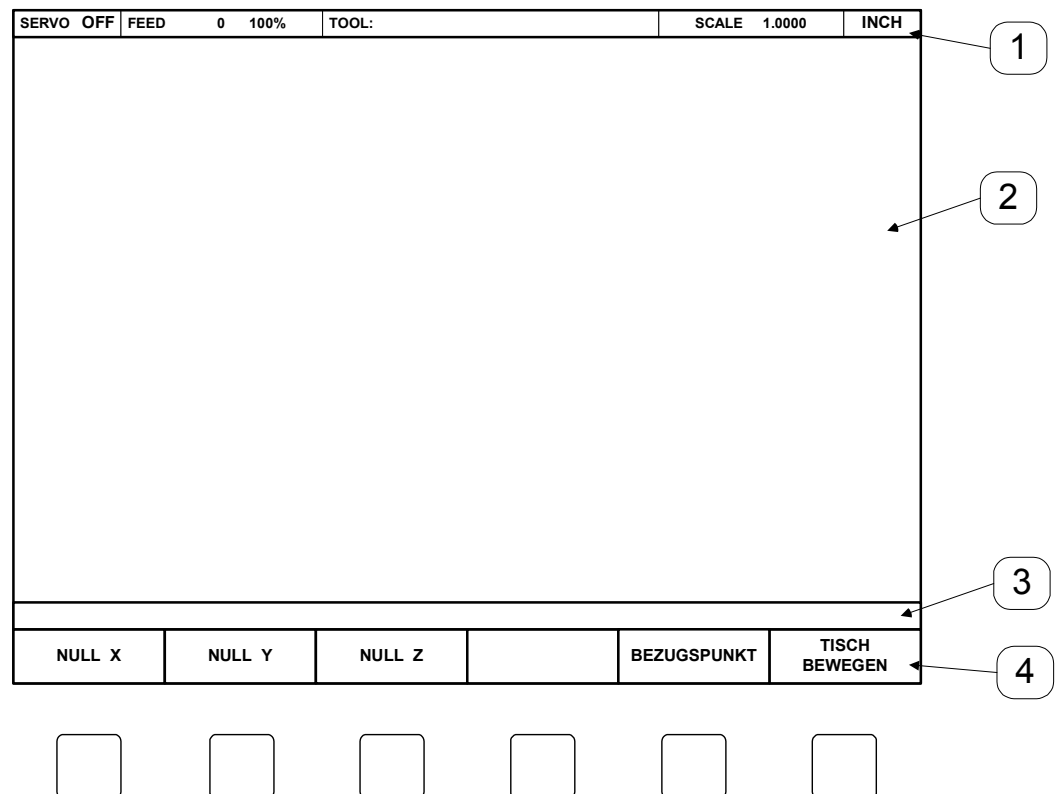 SERVO OFF FEED 0 100% TOOL: SCALE 1.0000 INCH
1
2
3
NULL X NULL Y NULL Z BEZUGSPUNKT TISCH
BEWEGEN
4